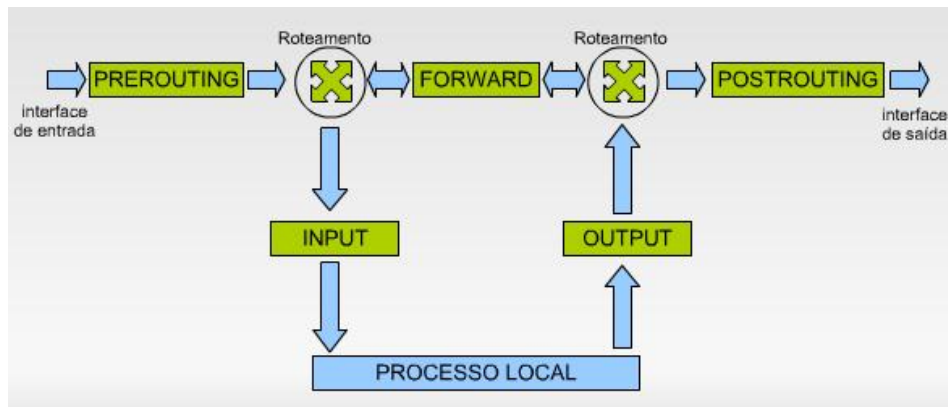 Roteamento
Roteamento
PREROUTING
FORWARD
POSTROUTING
interface
de entrada
interface
de saída
INPUT
OUTPUT
PROCESSO LOCAL